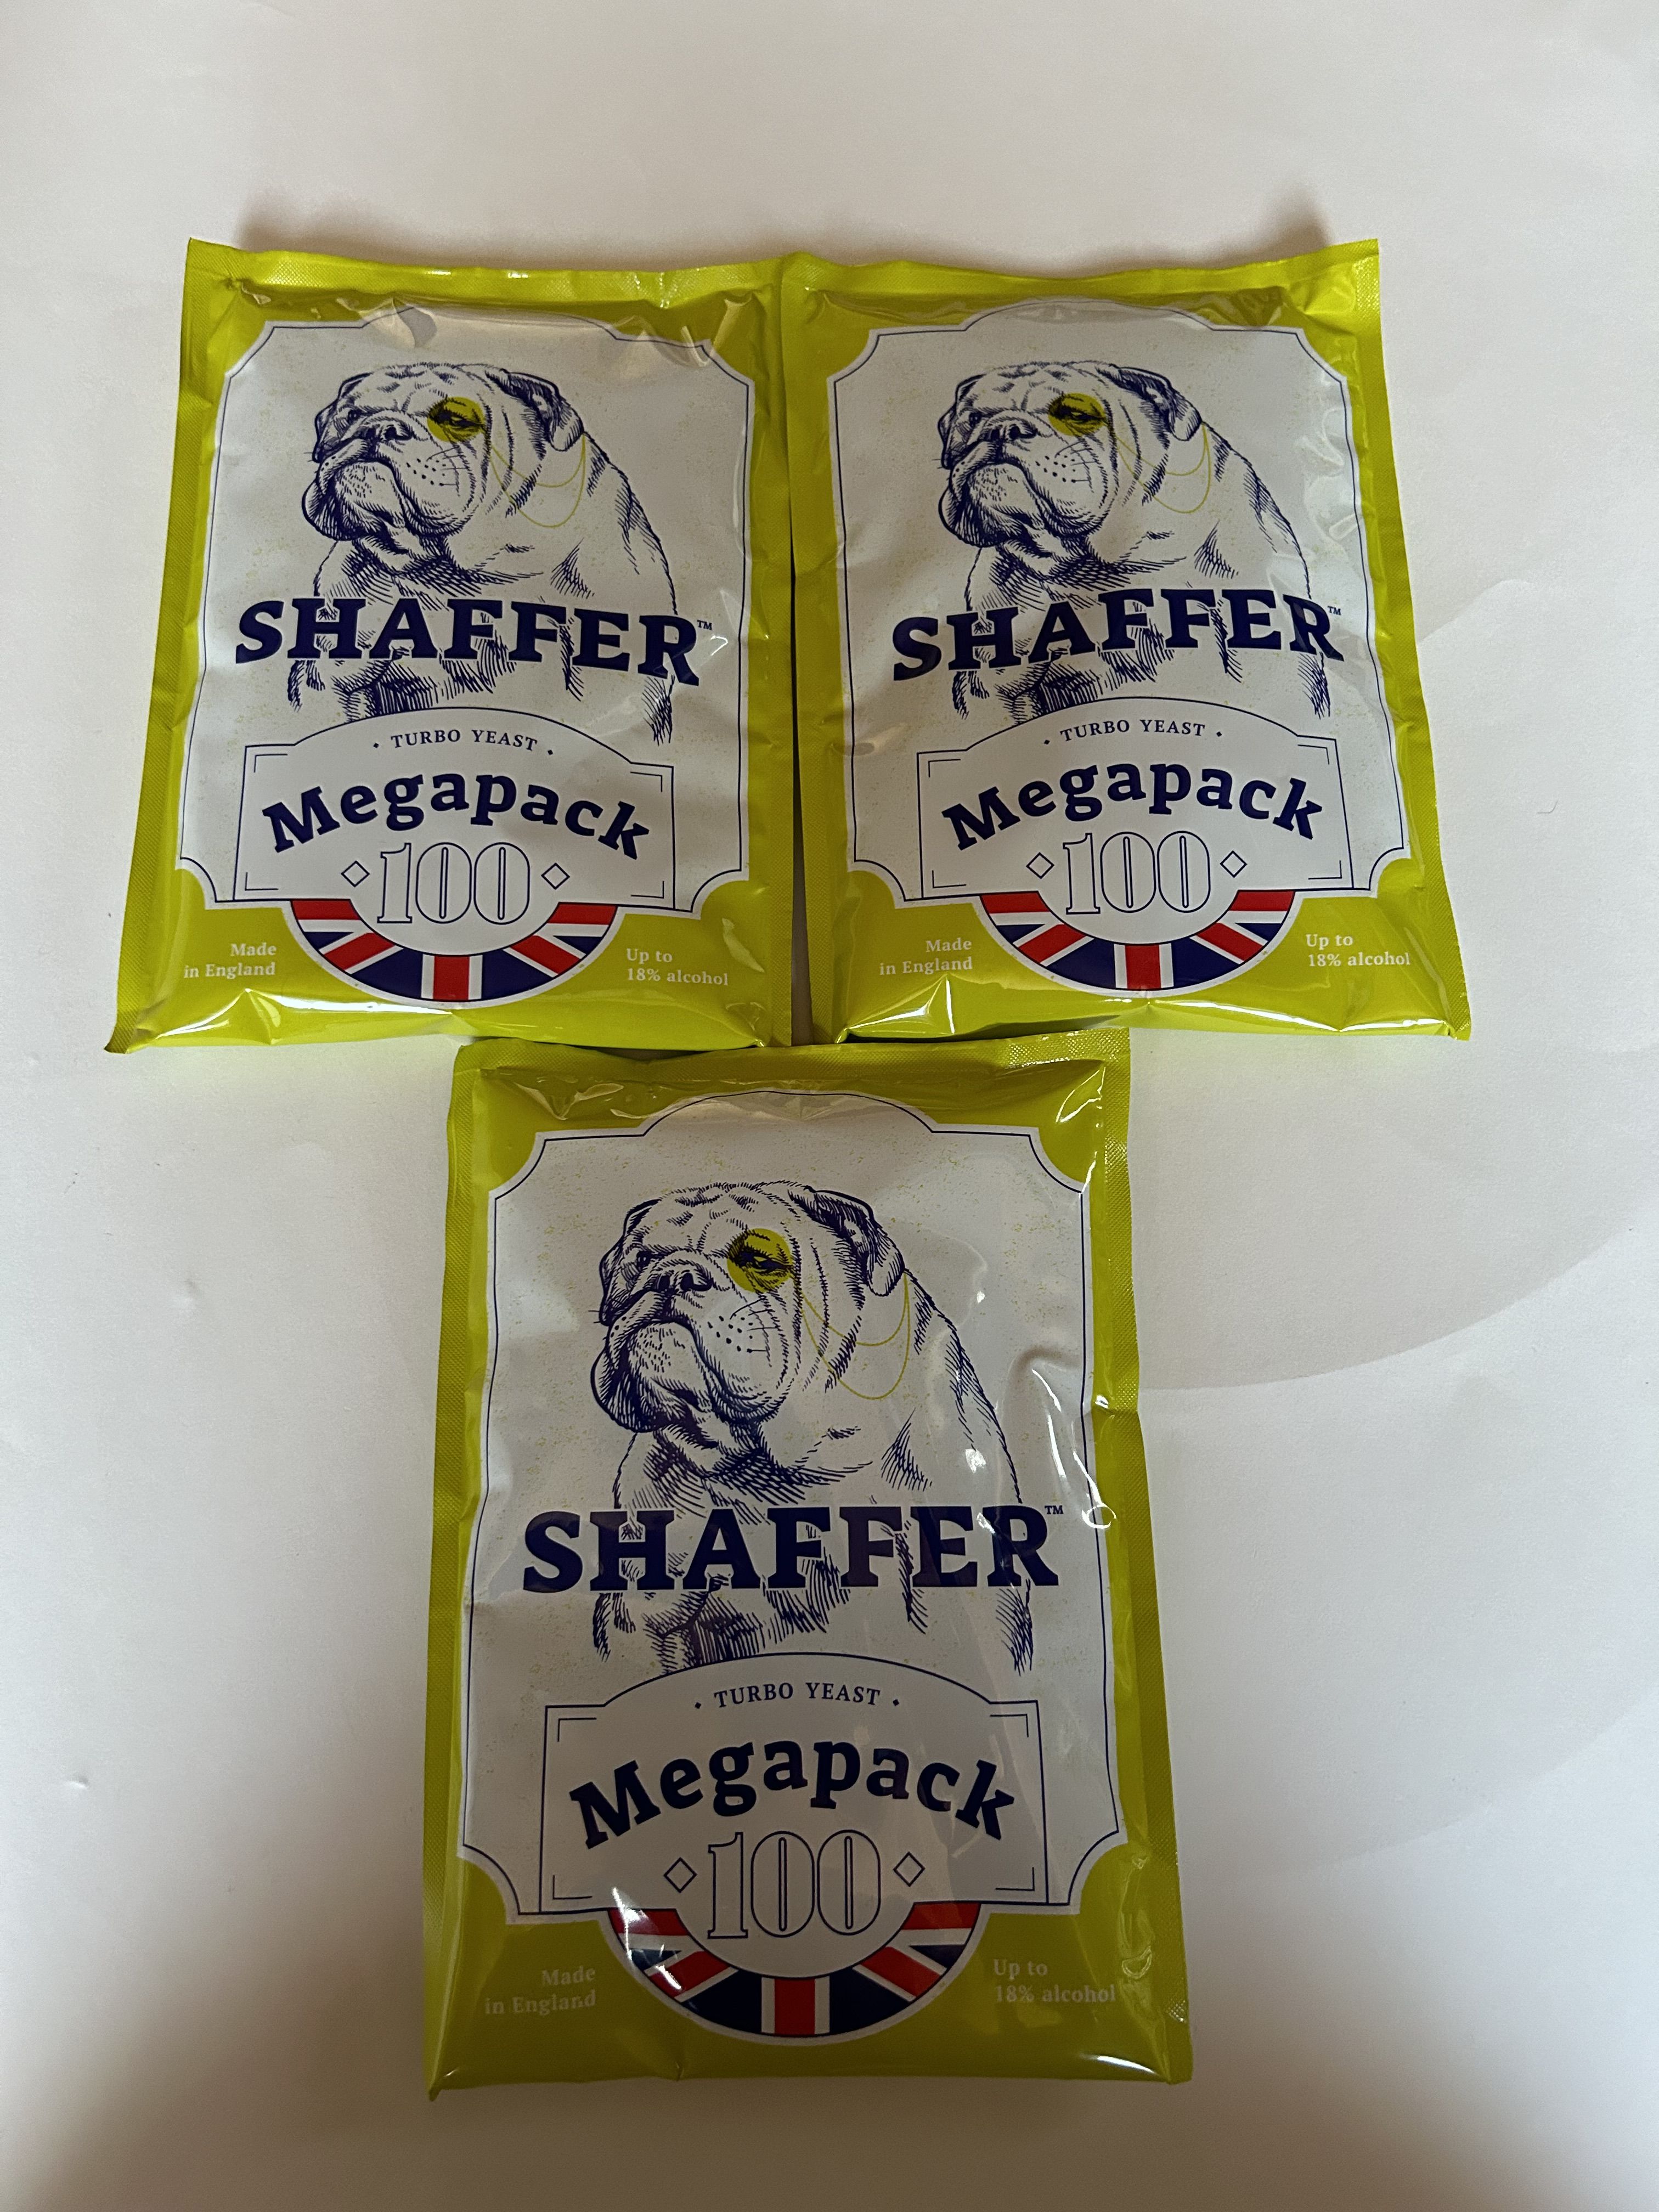 SHAFFER™
· TURBO YEAST ·
Megapack
100
Made
in England
Up to
18% alcohol
SHAFFER™
· TURBO YEAST ·
Megapack
100
Made
in England
Up to
18% alcohol
SHAFFER™
· TURBO YEAST ·
Megapack
100
Made
in England
Up to
18% alcohol